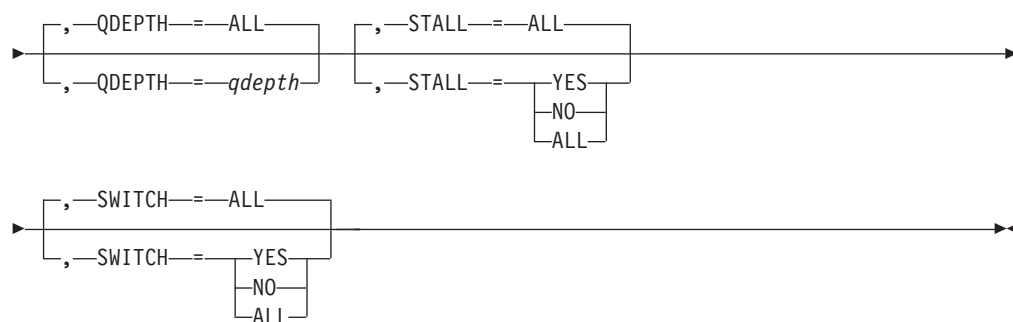 , QDEPTH = ALL , STALL = ALL
, QDEPTH = qdepth , STALL = YES
NO
ALL
, SWITCH = ALL
, SWITCH = YES
NO
ALL